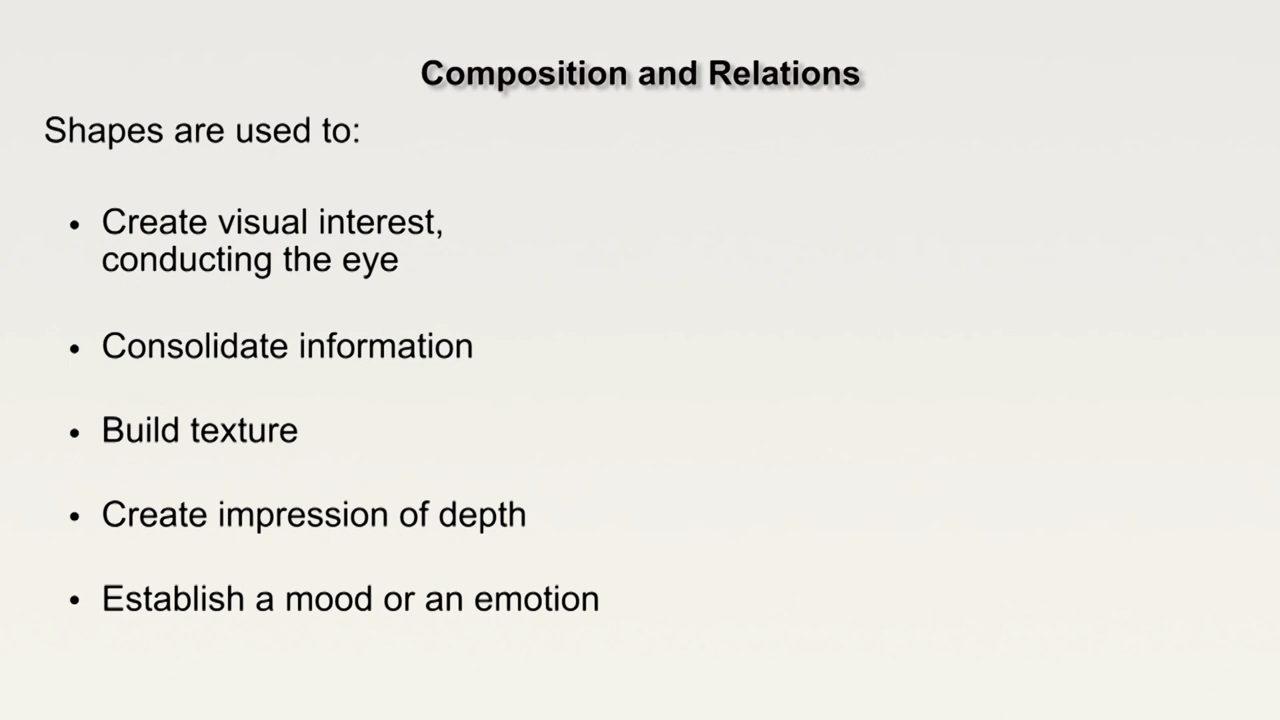 Composition and Relations
Shapes are used to:
• Create visual interest,
conducting the eye
• Consolidate information
• Build texture
• Create impression of depth
• Establish a mood or an emotion